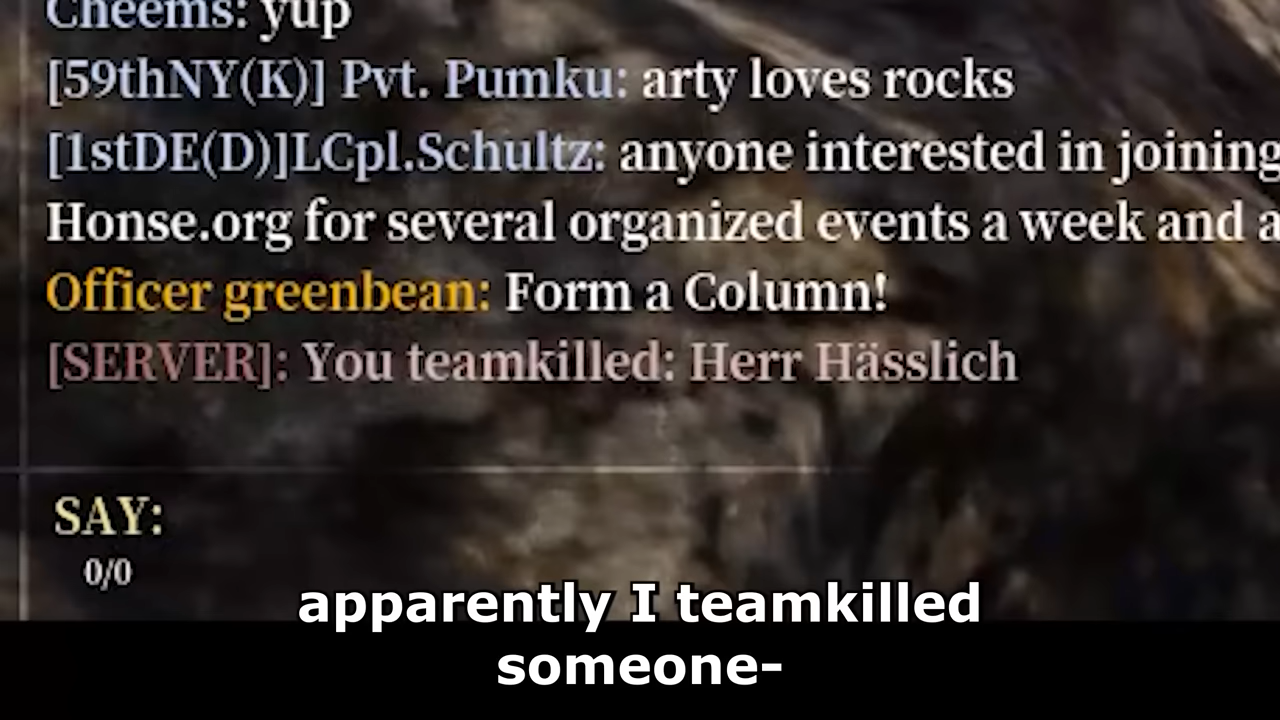 Cheems: yup
[59thNY(K)] Pvt. Pumku: arty loves rocks
[1stDE(D)]LCpl.Schultz: anyone interested in joining
Honse.org for several organized events a week and a
Officer greenbean: Form a Column!
[SERVER]: You teamkilled: Herr Hässlich
SAY:
0/0
apparently I teamkilled
someone-